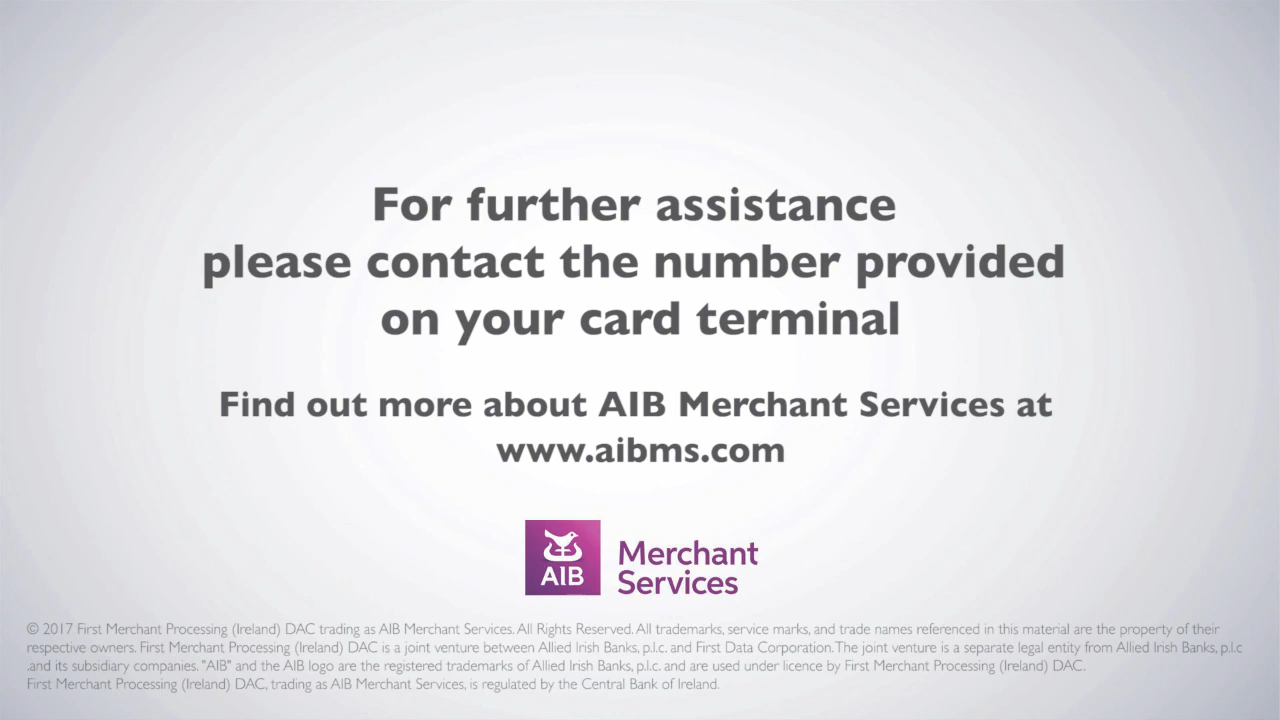 For further assistance
please contact the number provided
on your card terminal
Find out more about AIB Merchant Services at
www.aibms.com
AIB
Merchant
Services
© 2017 First Merchant Processing (Ireland) DAC trading as AIB Merchant Services. All Rights Reserved. All trademarks, service marks, and trade names referenced in this material are the property of their
respective owners. First Merchant Processing (Ireland) DAC is a joint venture between Allied Irish Banks, p.l.c. and First Data Corporation. The joint venture is a separate legal entity from Allied Irish Banks, p.l.c
.and its subsidiary companies. "AIB" and the AIB logo are the registered trademarks of Allied Irish Banks, p.l.c. and are used under licence by First Merchant Processing (Ireland) DAC.
First Merchant Processing (Ireland) DAC, trading as AIB Merchant Services, is regulated by the Central Bank of Ireland.